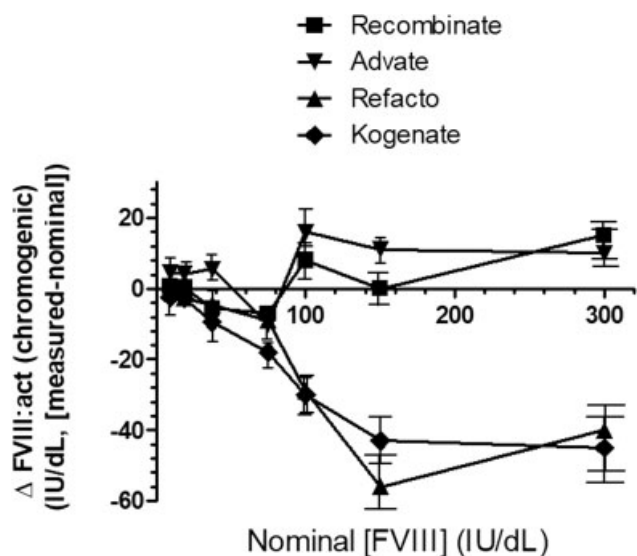 Recombinate
Advate
Refacto
Kogenate
Δ FVIII:act (chromogenic)
(IU/dL, [measured-nominal])
20
0
-20
-40
-60
100
200
300
Nominal [FVIII] (IU/dL)